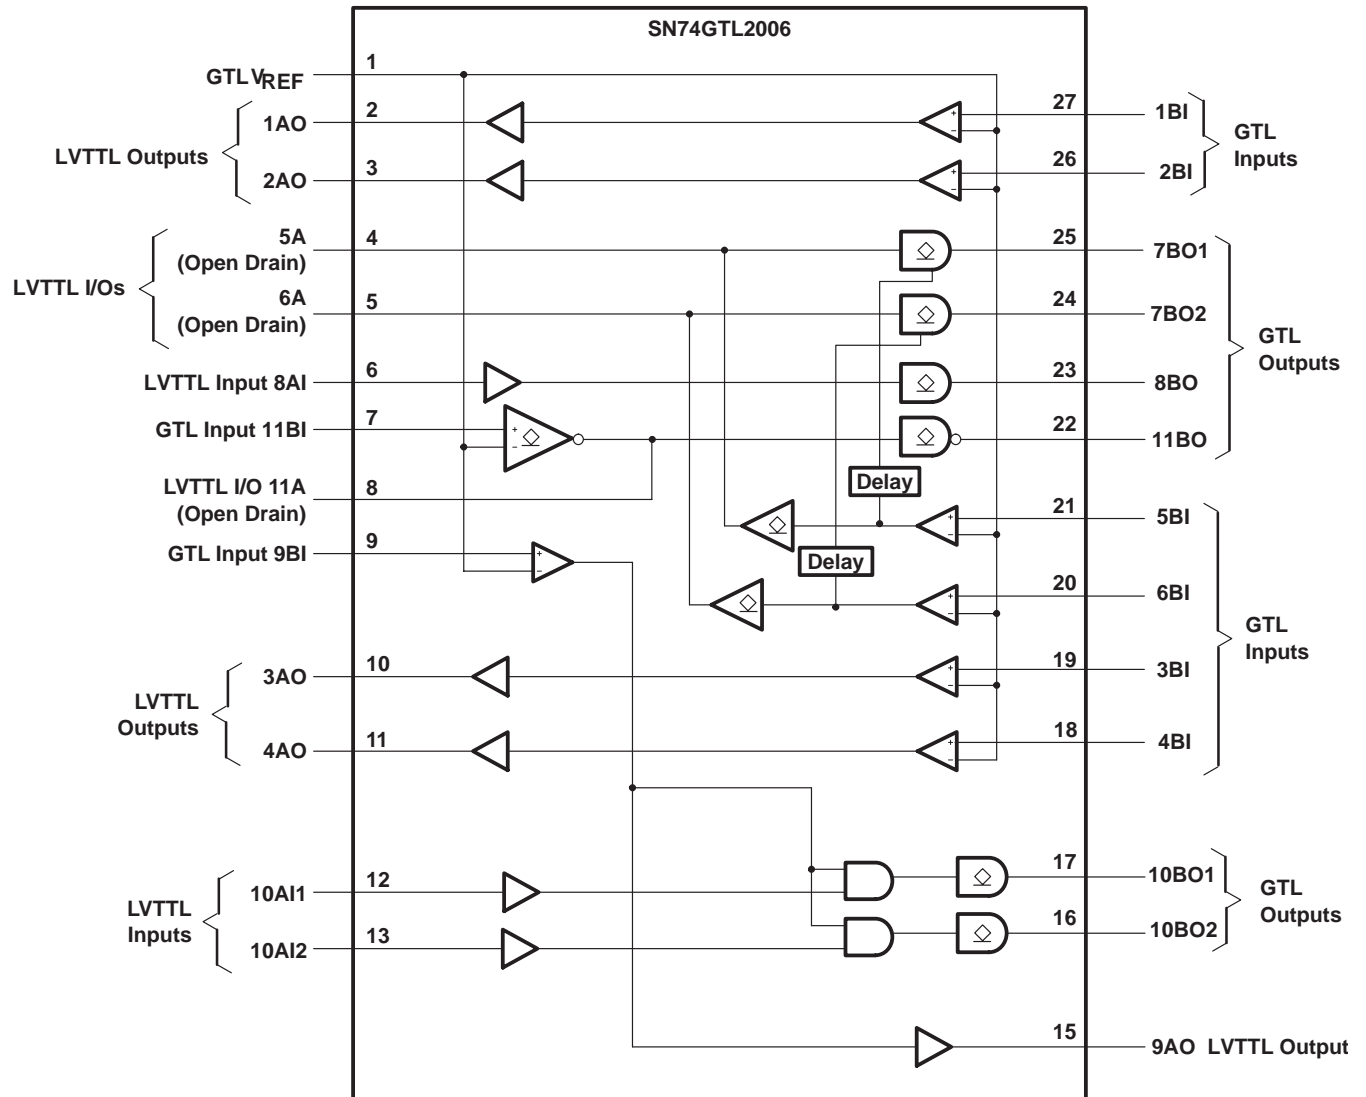 SN74GTL2006
GTLVREF
1
1AO
2
LVTTL Outputs
2AO
3
27
1BI
GTL
Inputs
26
2BI
5A
(Open Drain)
4
LVTTL I/Os
6A
(Open Drain)
5
25
7BO1
24
7BO2
GTL
Outputs
LVTTL Input 8AI
6
23
8BO
GTL Input 11BI
7
22
11BO
LVTTL I/O 11A
(Open Drain)
8
Delay
21
5BI
GTL Input 9BI
9
Delay
20
6BI
GTL
Inputs
3AO
10
19
3BI
LVTTL
Outputs
4AO
11
18
4BI
10AI1
12
17
10BO1
LVTTL
Inputs
GTL
Outputs
10AI2
13
16
10BO2
15
9AO LVTTL Output